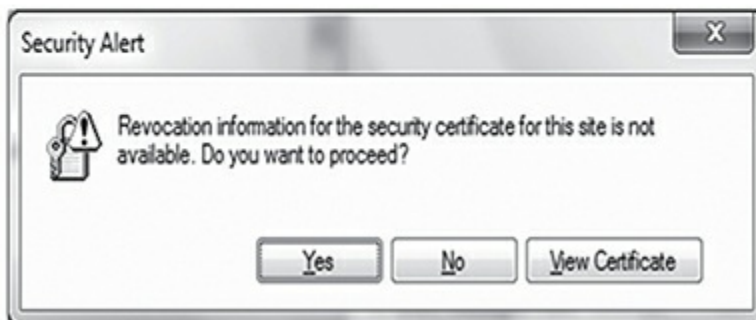 Security Alert
X
Revocation information for the security certificate for this site is not
available. Do you want to proceed?
Yes
No
View Certificate